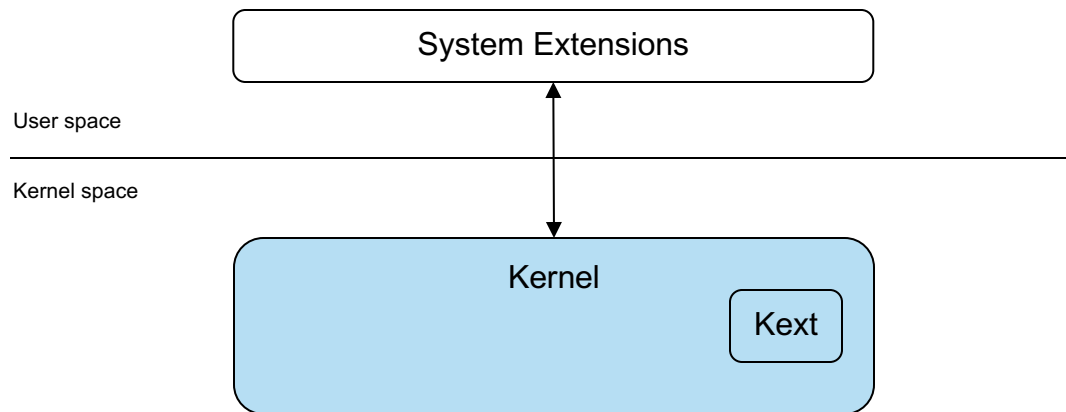 System Extensions
User space
Kernel space
Kernel
Kext